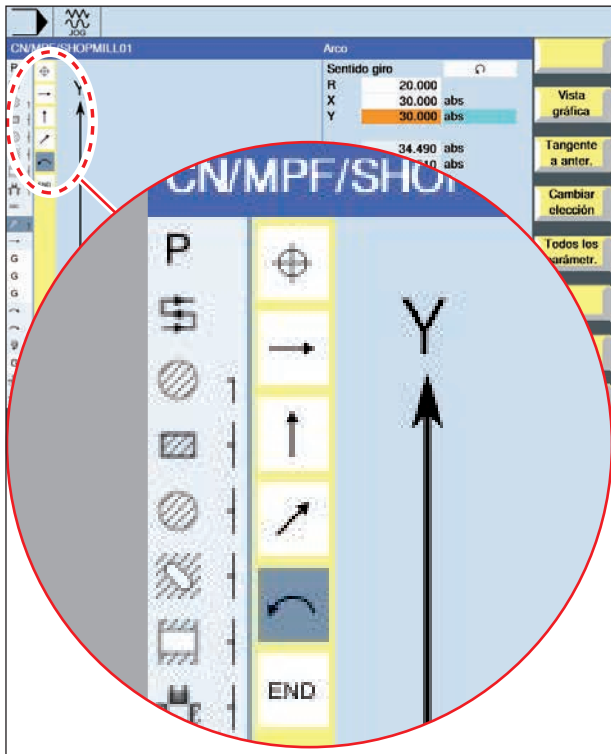 JOG
CN/MPF/SHOPMILL01
Arco
Sentido giro
R 20.000
X 30.000 abs
Y 30.000 abs
34.490 abs
abs
Vista
gráfica
Tangente
a anter.
Cambiar
elección
Todos los
parámetr.
P
Y
END
G
G
G
CN/MPF/SHOP
P
Y
END
E